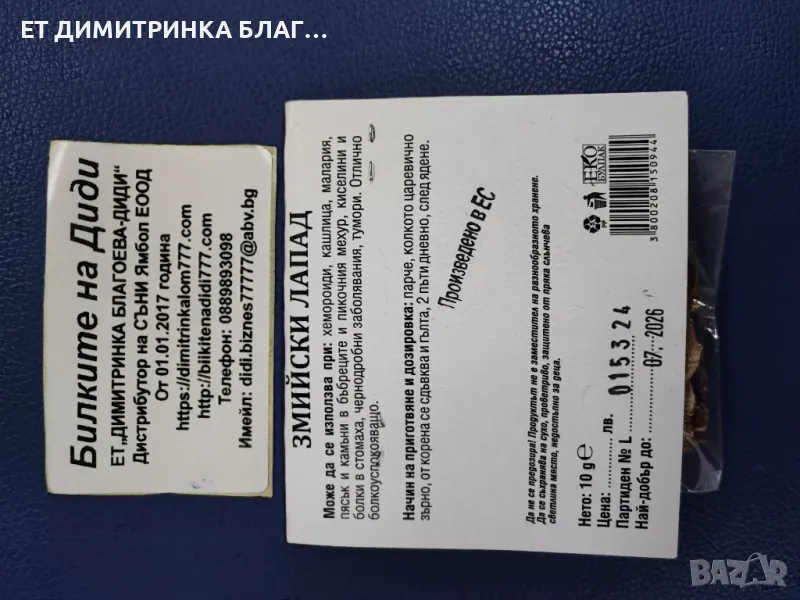 ЕТ ДИМИТРИНКА БЛАГ...
Билките на Диди
ЕТ„ДИМИТРИНКА БЛАГОЕВА-ДИДИ“
Дистрибутор на СЪНИ Ямбол ЕООД
От 01.01.2017 година
https://dimitrinkalom777.com
http://bilkitenadidi777.com
Телефон: 0889893098
Имейл: didi.biznes77777@abv.bg
ЗМИЙСКИ ЛАПАД
Може да се използва при: хемороиди, кашлица, малария,
пясък и камъни в бъбреците и пикочния мехур, киселини и
болки в стомаха, чернодробни заболявания, тумори. Отлично
болкоуспокояващо.
Начин на приготвяне и дозировка: парче, колкото царевично
зърно, от корена се сдъвква и гълта, 2 пъти дневно, след ядене.
Произведено в ЕС
Да не се предозира! Продуктът не е заместител на разнообразното хранене.
Да се съхранява на сухо, проветриво, защитено от пряка слънчева
светлина място, недостъпно за деца.
Нето: 10 g e
Цена: ............ лв.
Партиден № L 015324
Най-добър до: 07. 2026
PP
ЕКО
БУЛПАК
3800208150944
BAZAR